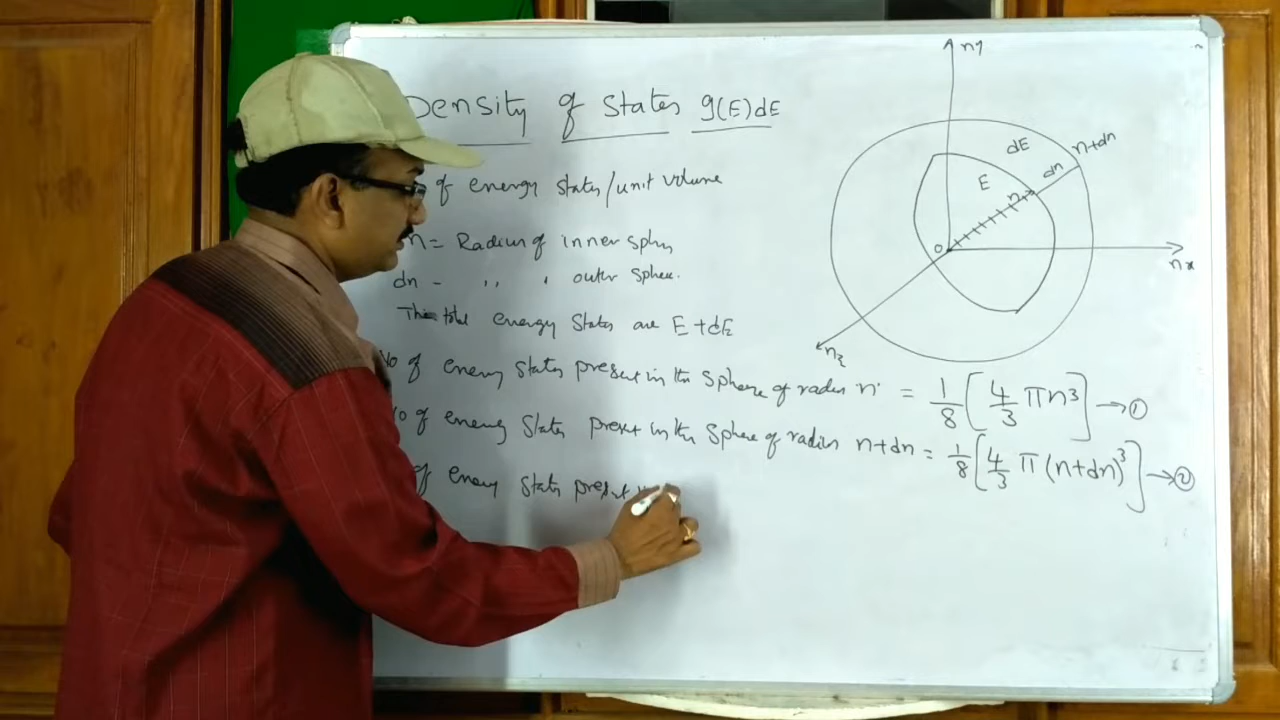 Density of states g(E)dE
of energy states/unit volume
n = Radius of inner sphr
dn - ,, , outer sphere.
The total energy states are E+dE
No of energy states present in the sphere of radius n = 1/8 [4/3 πn³] → ①
No of energy states present in the sphere of radius n+dn = 1/8 [4/3 π (n+dn)³] → ②
of energy states present
ny
dE
n+dn
dn
E
n
o
nx
nz